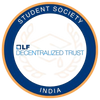 STUDENT SOCIETY
LF
DECENTRALIZED TRUST
INDIA